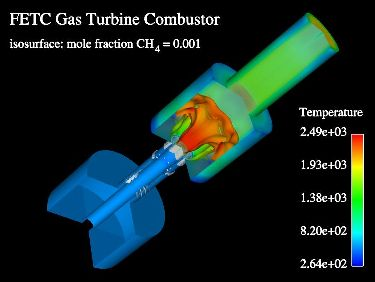 FETC Gas Turbine Combustor
isosurface: mole fraction CH4 = 0.001
Temperature
2.49e+03
1.93e+03
1.38e+03
8.20e+02
2.64e+02